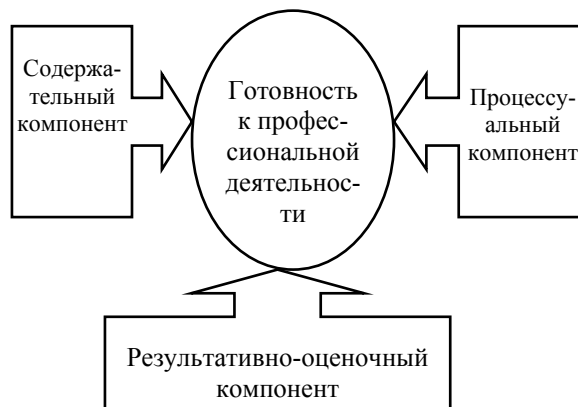 Содержа-
тельный
компонент
Готовность
к профес-
сиональной
деятельнос-
ти
Процессу-
альный
компонент
Результативно-оценочный
компонент